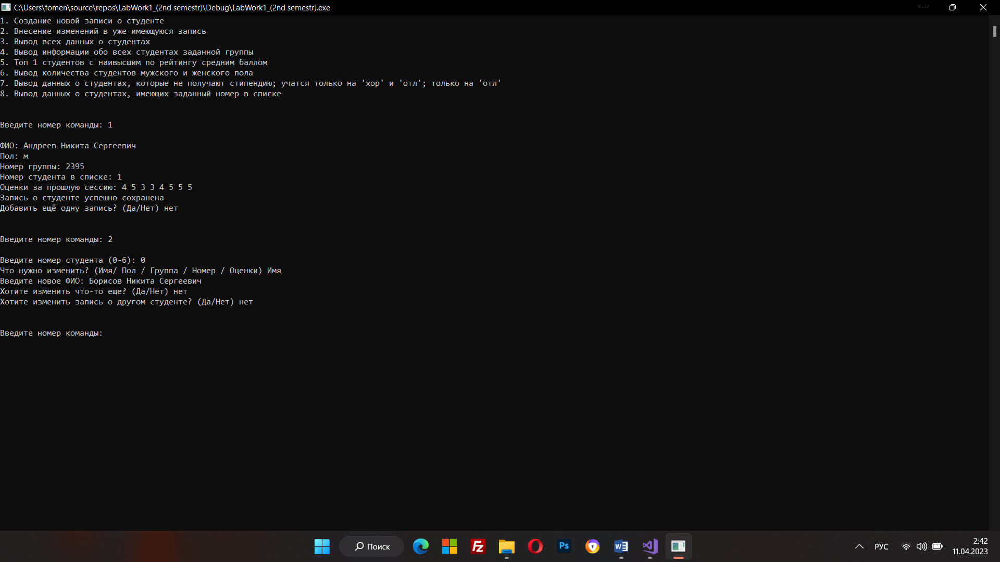 C:\Users\fomen\source\repos\LabWork1_(2nd semestr)\Debug\LabWork1_(2nd semestr).exe
1. Создание новой записи о студенте
2. Внесение изменений в уже имеющуюся запись
3. Вывод всех данных о студентах
4. Вывод информации обо всех студентах заданной группы
5. Топ 1 студентов с наивысшим по рейтингу средним баллом
6. Вывод количества студентов мужского и женского пола
7. Вывод данных о студентах, которые не получают стипендию; учатся только на 'хор' и 'отл'; только на 'отл'
8. Вывод данных о студентах, имеющих заданный номер в списке
Введите номер команды: 1
ФИО: Андреев Никита Сергеевич
Пол: м
Номер группы: 2395
Номер студента в списке: 1
Оценки за прошлую сессию: 4 5 3 3 4 5 5 5
Запись о студенте успешно сохранена
Добавить ещё одну запись? (Да/Нет) нет
Введите номер команды: 2
Введите номер студента (0-6): 0
Что нужно изменить? (Имя/ Пол / Группа / Номер / Оценки) Имя
Введите новое ФИО: Борисов Никита Сергеевич
Хотите изменить что-то еще? (Да/Нет) нет
Хотите изменить запись о другом студенте? (Да/Нет) нет
Введите номер команды:
Поиск
Fz
Ps
W
РУС
2:42
11.04.2023